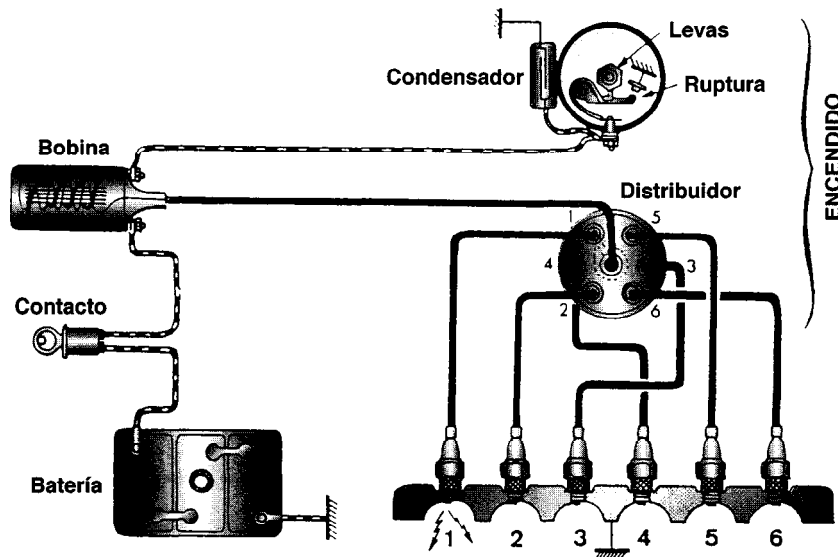 Levas
Condensador
Ruptura
Bobina
Distribuidor
ENCENDIDO
1 5
4 3
2 6
Contacto
Batería
1 2 3 4 5 6